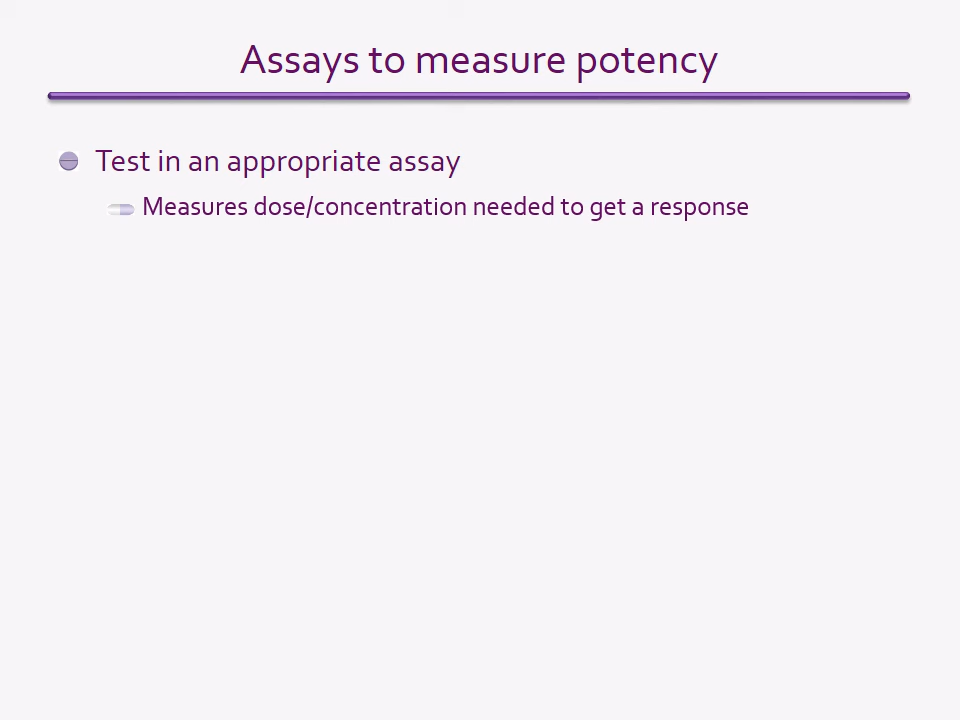 Assays to measure potency
Test in an appropriate assay
Measures dose/concentration needed to get a response